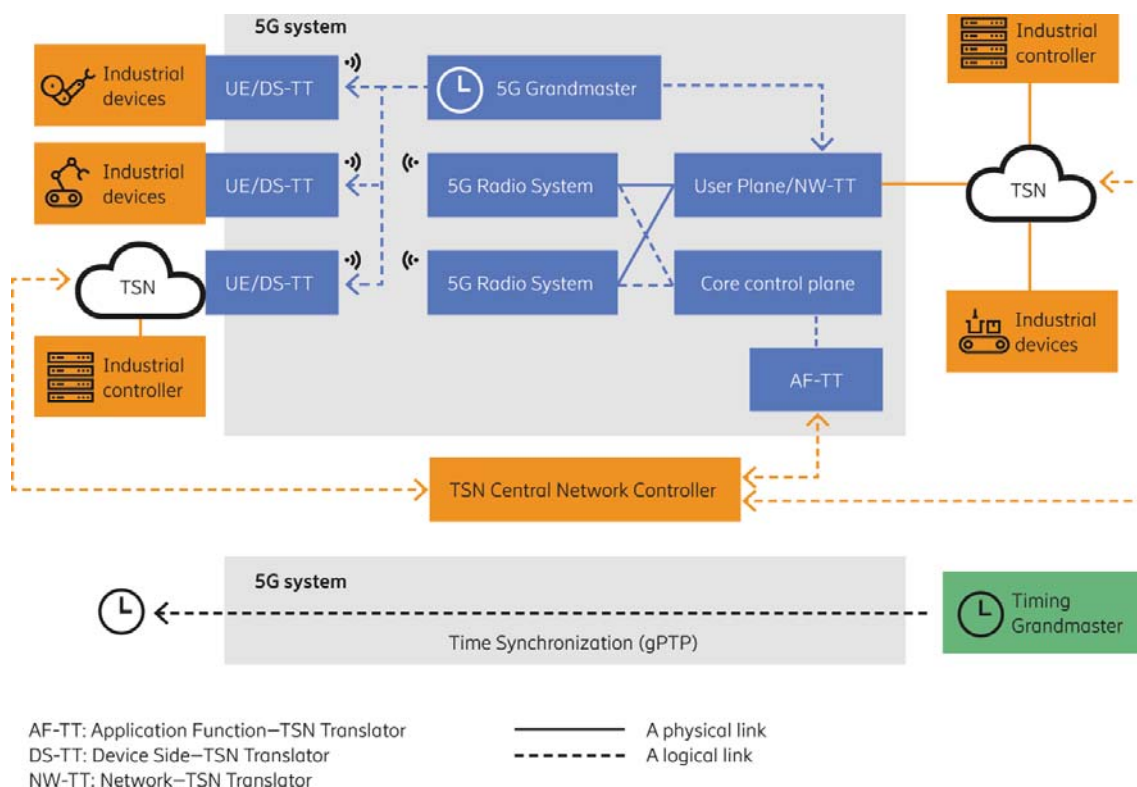 5G system
Industrial
devices
UE/DS-TT
5G Grandmaster
Industrial
controller
Industrial
devices
UE/DS-TT
5G Radio System
User Plane/NW-TT
TSN
TSN
UE/DS-TT
5G Radio System
Core control plane
Industrial
controller
Industrial
devices
AF-TT
TSN Central Network Controller
5G system
Time Synchronization (gPTP)
Timing
Grandmaster
AF-TT: Application Function—TSN Translator
DS-TT: Device Side—TSN Translator
NW-TT: Network—TSN Translator
A physical link
A logical link